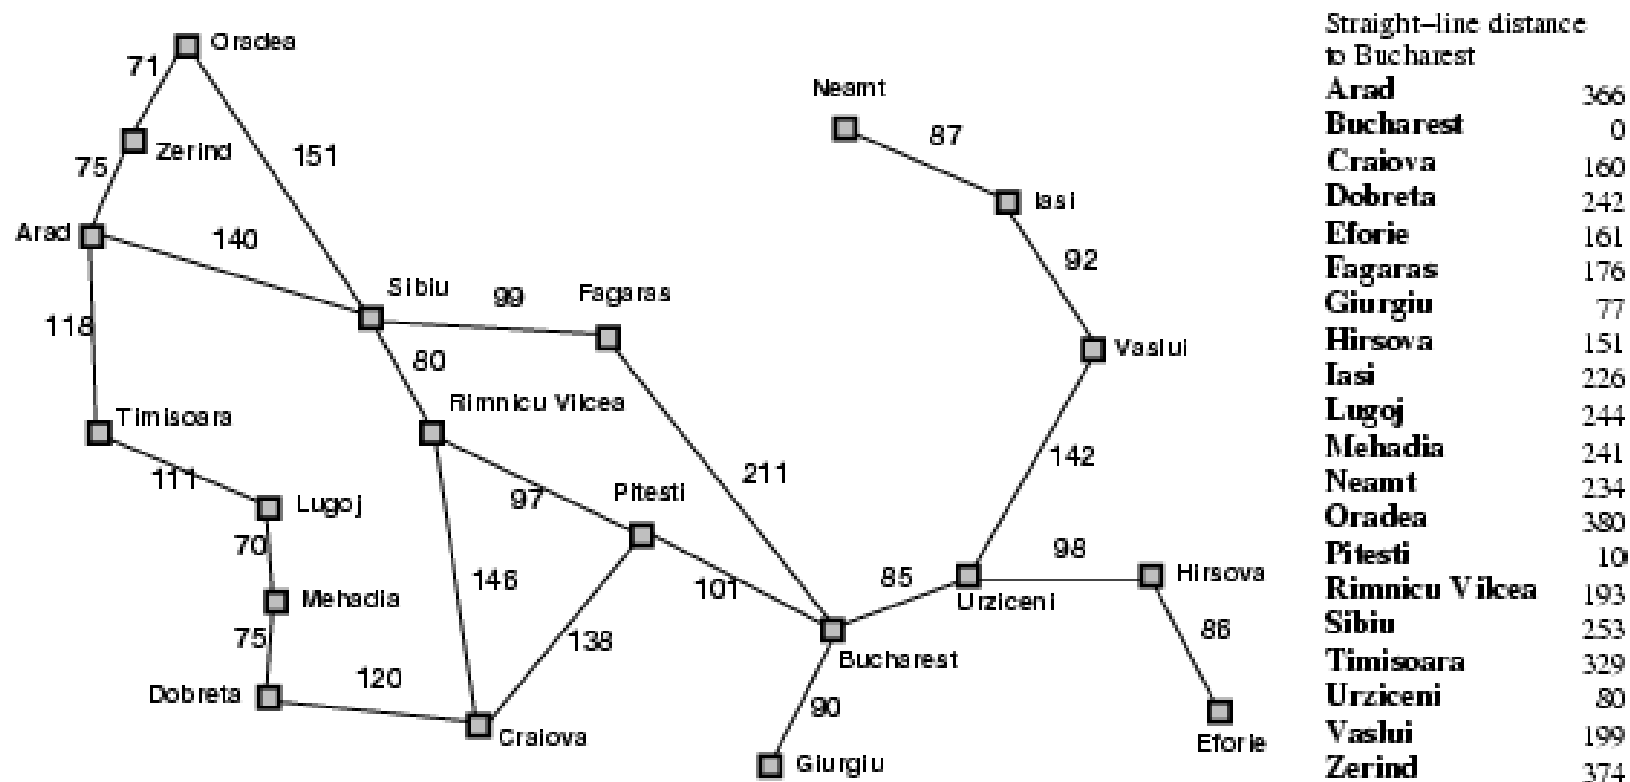 Oradea
71
Neamt
87
Zerind
151
75
Iasi
Arad
140
92
Sibiu
99
Fagaras
118
80
Vaslui
Timisoara
Rimnicu Vilcea
142
111
211
Lugoj
97
Pitesti
70
98
Hirsova
146
101
85
Urziceni
Mehadia
86
75
138
Bucharest
120
90
Dobreta
Eforie
Craiova
Giurgiu
Straight–line distance
to Bucharest
Arad 366
Bucharest 0
Craiova 160
Dobreta 242
Eforie 161
Fagaras 176
Giurgiu 77
Hirsova 151
Iasi 226
Lugoj 244
Mehadia 241
Neamt 234
Oradea 380
Pitesti 10
Rimnicu Vilcea 193
Sibiu 253
Timisoara 329
Urziceni 80
Vaslui 199
Zerind 374